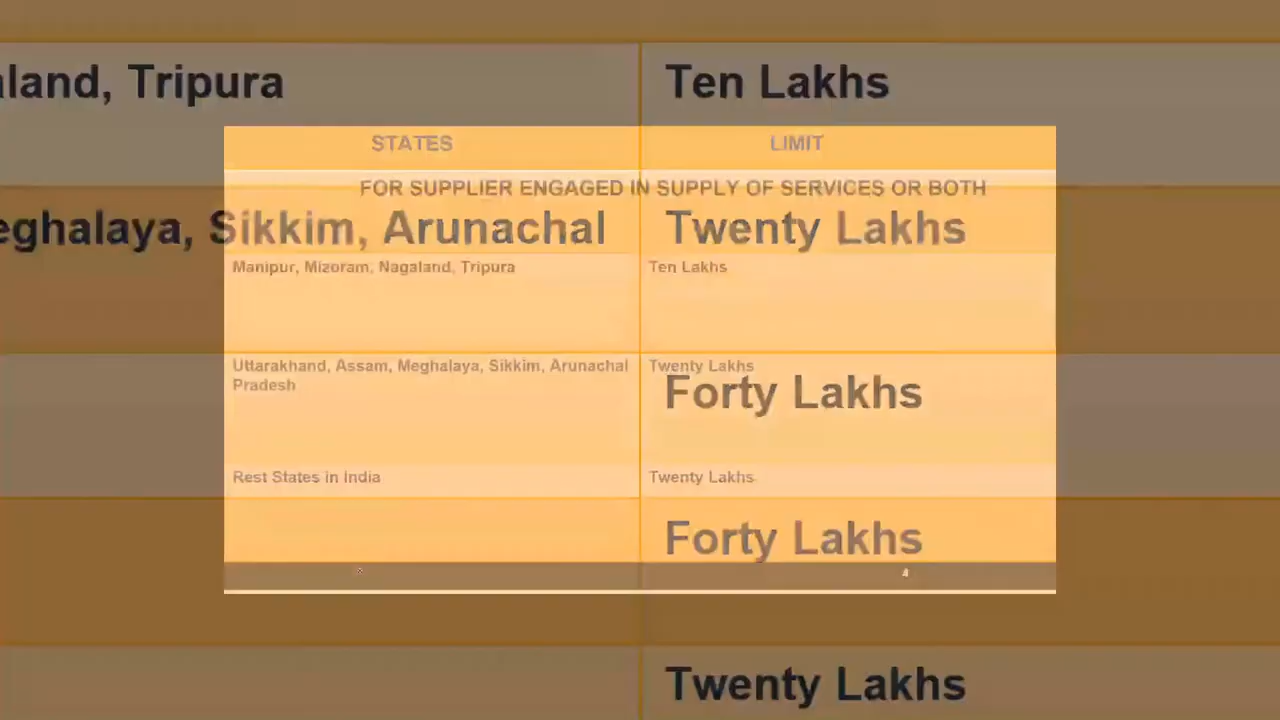 aland, Tripura Ten Lakhs
STATES LIMIT
FOR SUPPLIER ENGAGED IN SUPPLY OF SERVICES OR BOTH
eghalaya, Sikkim, Arunachal Twenty Lakhs
Manipur, Mizoram, Nagaland, Tripura Ten Lakhs
Uttarakhand, Assam, Meghalaya, Sikkim, Arunachal Twenty Lakhs
Pradesh
Forty Lakhs
Rest States in India Twenty Lakhs
Forty Lakhs
Twenty Lakhs